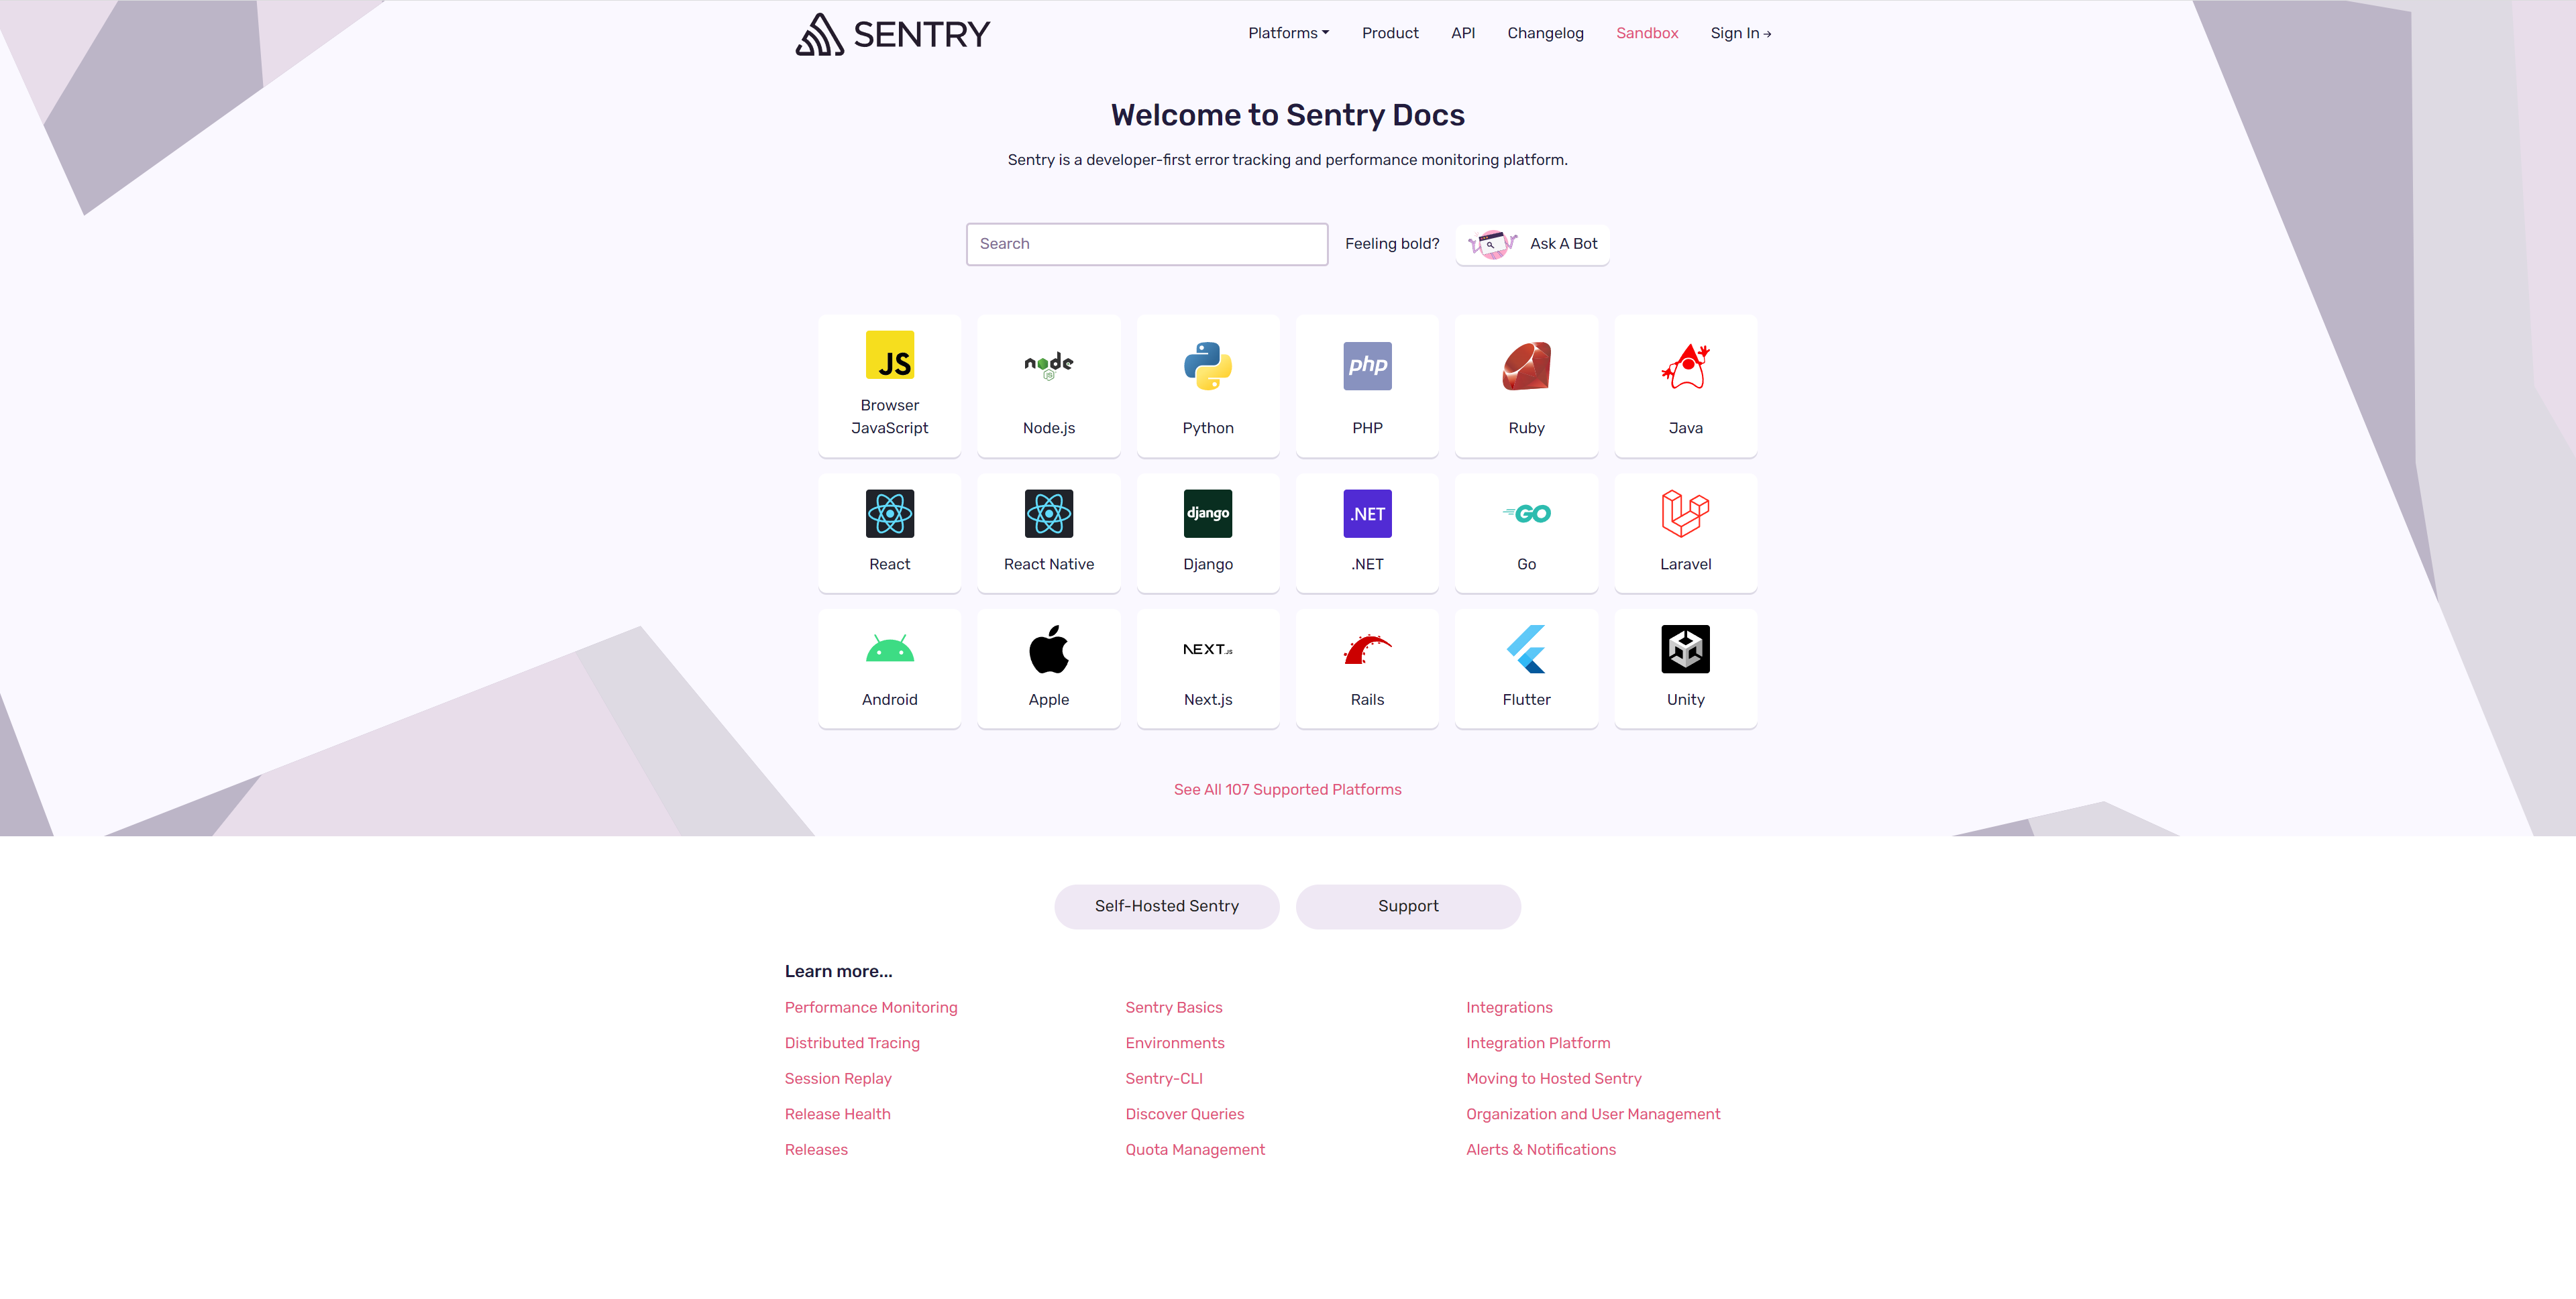 SENTRY
Platforms Product API Changelog Sandbox Sign In →
Welcome to Sentry Docs
Sentry is a developer-first error tracking and performance monitoring platform.
Search Feeling bold? Ask A Bot
JS node JS php
Browser JavaScript
Node.js
Python
PHP
Ruby
Java
django .NET GO
React
React Native
Django
.NET
Go
Laravel
NEXT.JS
Android
Apple
Next.js
Rails
Flutter
Unity
See All 107 Supported Platforms
Self-Hosted Sentry Support
Learn more...
Performance Monitoring Sentry Basics Integrations
Distributed Tracing Environments Integration Platform
Session Replay Sentry-CLI Moving to Hosted Sentry
Release Health Discover Queries Organization and User Management
Releases Quota Management Alerts & Notifications